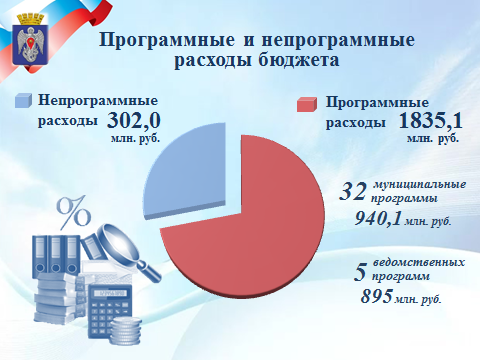 Программные и непрограммные
расходы бюджета
Непрограммные
расходы 302,0
млн. руб.
Программные
расходы 1835,1
млн. руб.
32 муниципальные
программы
940,1 млн. руб.
5 ведомственных
программ
895 млн. руб.
%